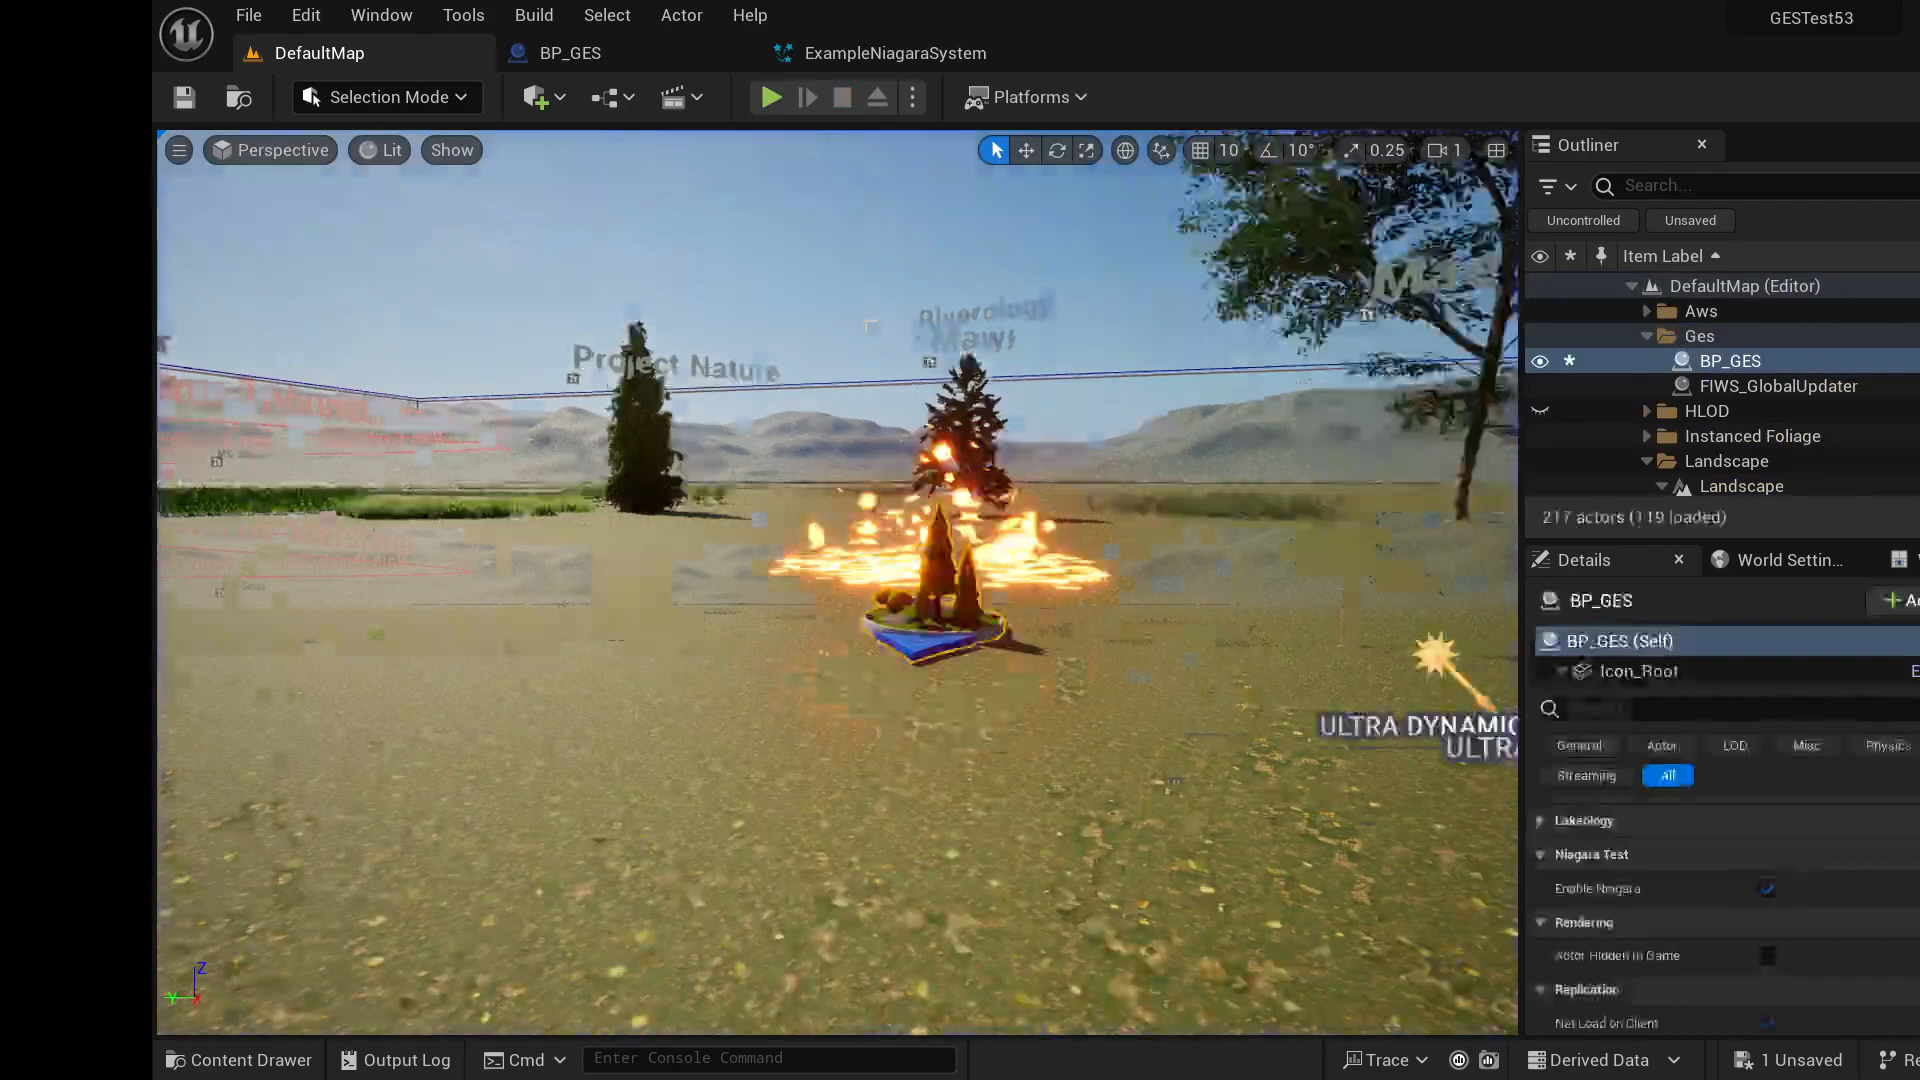 File Edit Window Tools Build Select Actor Help
GESTest53
DefaultMap BP_GES ExampleNiagaraSystem
Selection Mode Platforms
Perspective Lit Show 10 10° 0.25 1
Outliner
Search...
Uncontrolled Unsaved
Item Label
DefaultMap (Editor)
Aws
Ges
BP_GES
FIWS_GlobalUpdater
HLOD
Instanced Foliage
Landscape
Landscape
217 actors (119 loaded)
Project Nature
Details World Settin...
BP_GES
BP_GES (Self)
Icon_Root
ULTRA DYNAMIC
ULTRA
General Actor LOD Misc Physics
Streaming All
Lakeology
Niagara Test
Enable Niagara
Rendering
Actor Hidden In Game
Replication
Net Load on Client
Z
Y X
Content Drawer Output Log Cmd Enter Console Command Trace Derived Data 1 Unsaved